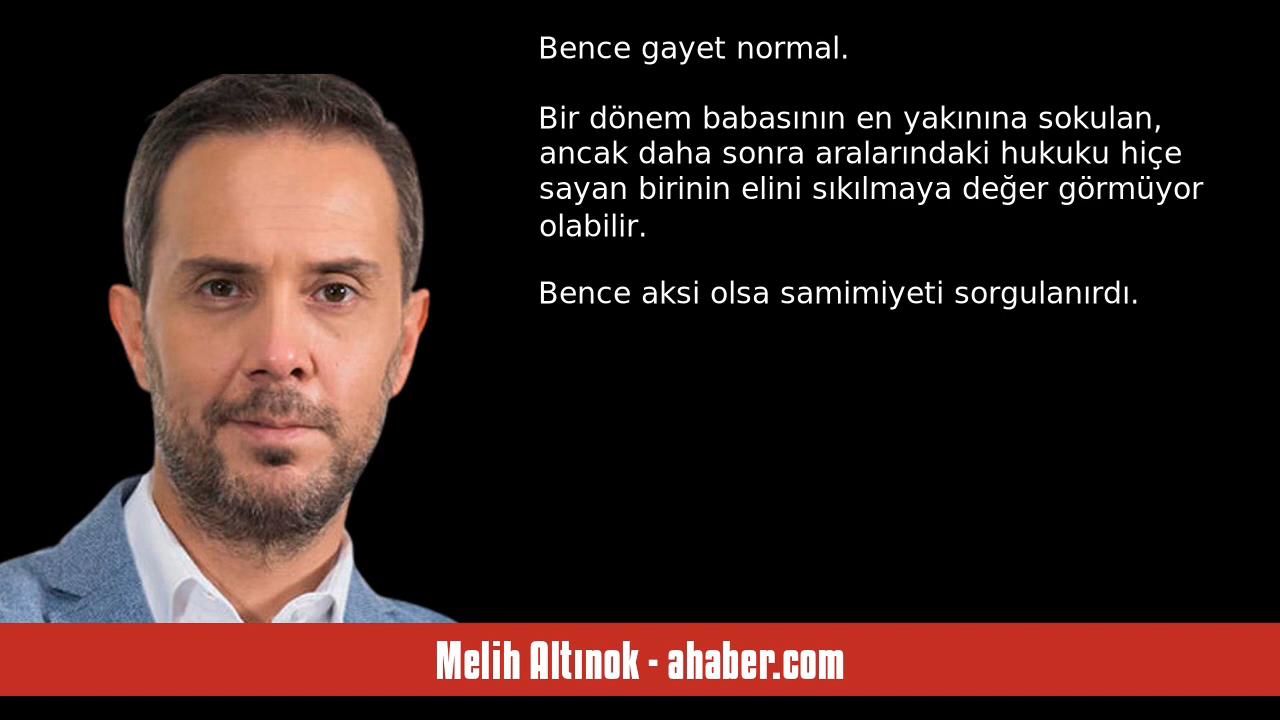 Bence gayet normal.
Bir dönem babasının en yakınına sokulan,
ancak daha sonra aralarındaki hukuku hiçe
sayan birinin elini sıkılmaya değer görmüyor
olabilir.
Bence aksi olsa samimiyeti sorgulanırdı.
Melih Altınok - ahaber.com